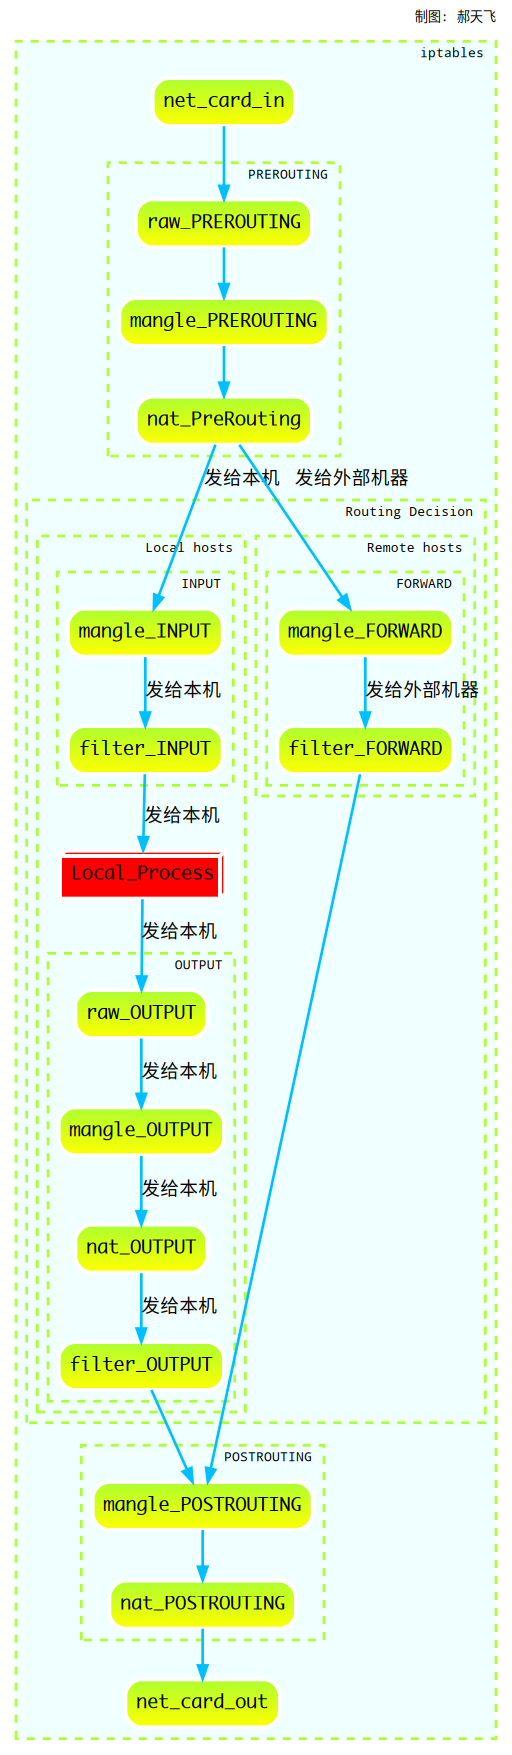 制图: 郝天飞
iptables
net_card_in
PREROUTING
raw_PREROUTING
mangle_PREROUTING
nat_PreRouting
发给本机 发给外部机器
Routing Decision
Local hosts
Remote hosts
INPUT
FORWARD
mangle_INPUT
mangle_FORWARD
发给本机
发给外部机器
filter_INPUT
filter_FORWARD
发给本机
Local_Process
发给本机
OUTPUT
raw_OUTPUT
发给本机
mangle_OUTPUT
发给本机
nat_OUTPUT
发给本机
filter_OUTPUT
POSTROUTING
mangle_POSTROUTING
nat_POSTROUTING
net_card_out